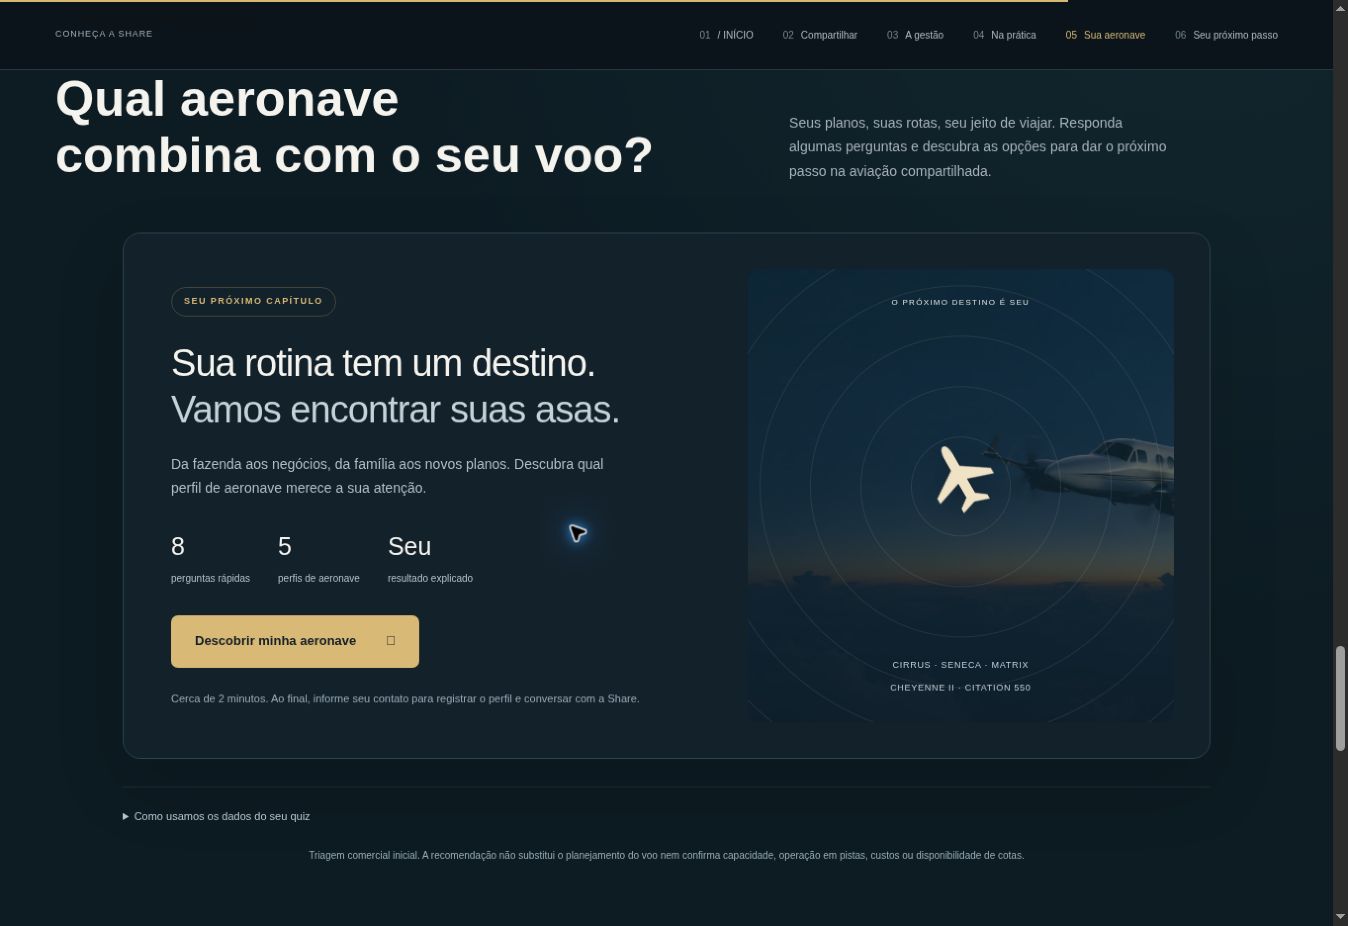 CONHEÇA A SHARE
01 / INÍCIO
02 Compartilhar
03 A gestão
04 Na prática
05 Sua aeronave
06 Seu próximo passo
Qual aeronave
combina com o seu voo?
Seus planos, suas rotas, seu jeito de viajar. Responda
algumas perguntas e descubra as opções para dar o próximo
passo na aviação compartilhada.
SEU PRÓXIMO CAPÍTULO
Sua rotina tem um destino.
Vamos encontrar suas asas.
Da fazenda aos negócios, da família aos novos planos. Descubra qual
perfil de aeronave merece a sua atenção.
8
perguntas rápidas
5
perfis de aeronave
Seu
resultado explicado
Descobrir minha aeronave
Cerca de 2 minutos. Ao final, informe seu contato para registrar o perfil e conversar com a Share.
O PRÓXIMO DESTINO É SEU
CIRRUS · SENECA · MATRIX
CHEYENNE II · CITATION 550
Como usamos os dados do seu quiz
Triagem comercial inicial. A recomendação não substitui o planejamento do voo nem confirma capacidade, operação em pistas, custos ou disponibilidade de cotas.